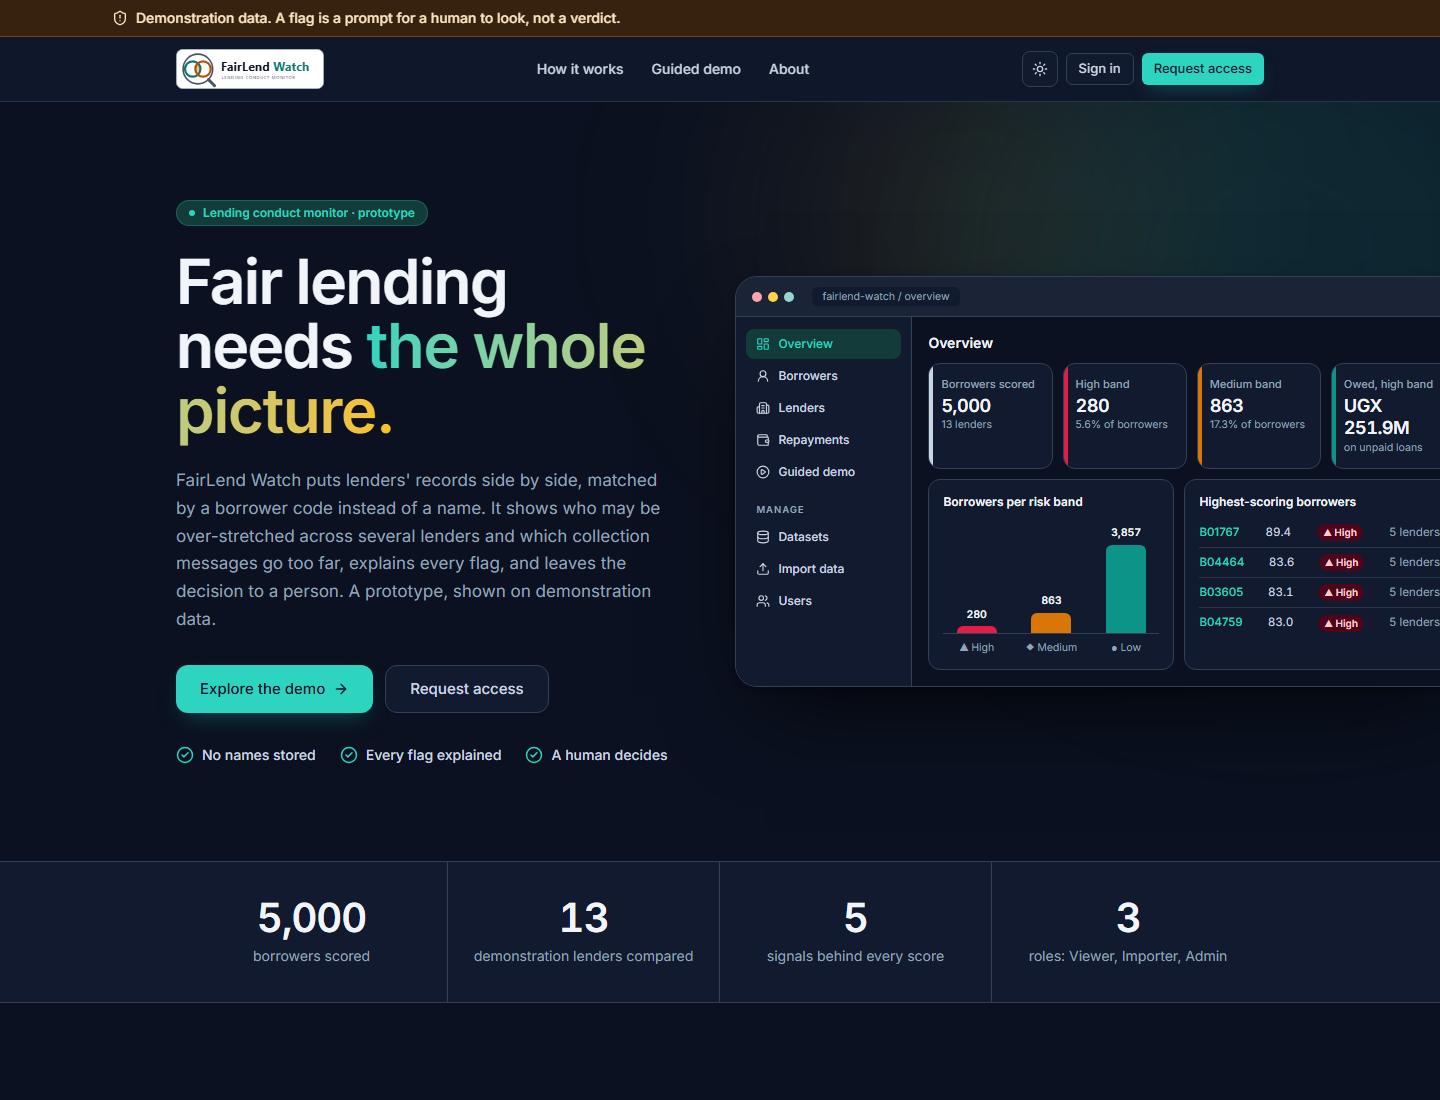 Demonstration data. A flag is a prompt for a human to look, not a verdict.
FairLend Watch
LENDING CONDUCT MONITOR
How it works
Guided demo
About
Sign in
Request access
Lending conduct monitor · prototype
Fair lending
needs the whole
picture.
FairLend Watch puts lenders' records side by side, matched
by a borrower code instead of a name. It shows who may be
over-stretched across several lenders and which collection
messages go too far, explains every flag, and leaves the
decision to a person. A prototype, shown on demonstration
data.
Explore the demo
Request access
No names stored
Every flag explained
A human decides
fairlend-watch / overview
Overview
Borrowers
Lenders
Repayments
Guided demo
MANAGE
Datasets
Import data
Users
Overview
Borrowers scored
5,000
13 lenders
High band
280
5.6% of borrowers
Medium band
863
17.3% of borrowers
Owed, high band
UGX
251.9M
on unpaid loans
Borrowers per risk band
280
863
3,857
▲ High
◆ Medium
● Low
Highest-scoring borrowers
B01767 89.4 ▲ High 5 lenders
B04464 83.6 ▲ High 5 lenders
B03605 83.1 ▲ High 5 lenders
B04759 83.0 ▲ High 5 lenders
5,000
borrowers scored
13
demonstration lenders compared
5
signals behind every score
3
roles: Viewer, Importer, Admin